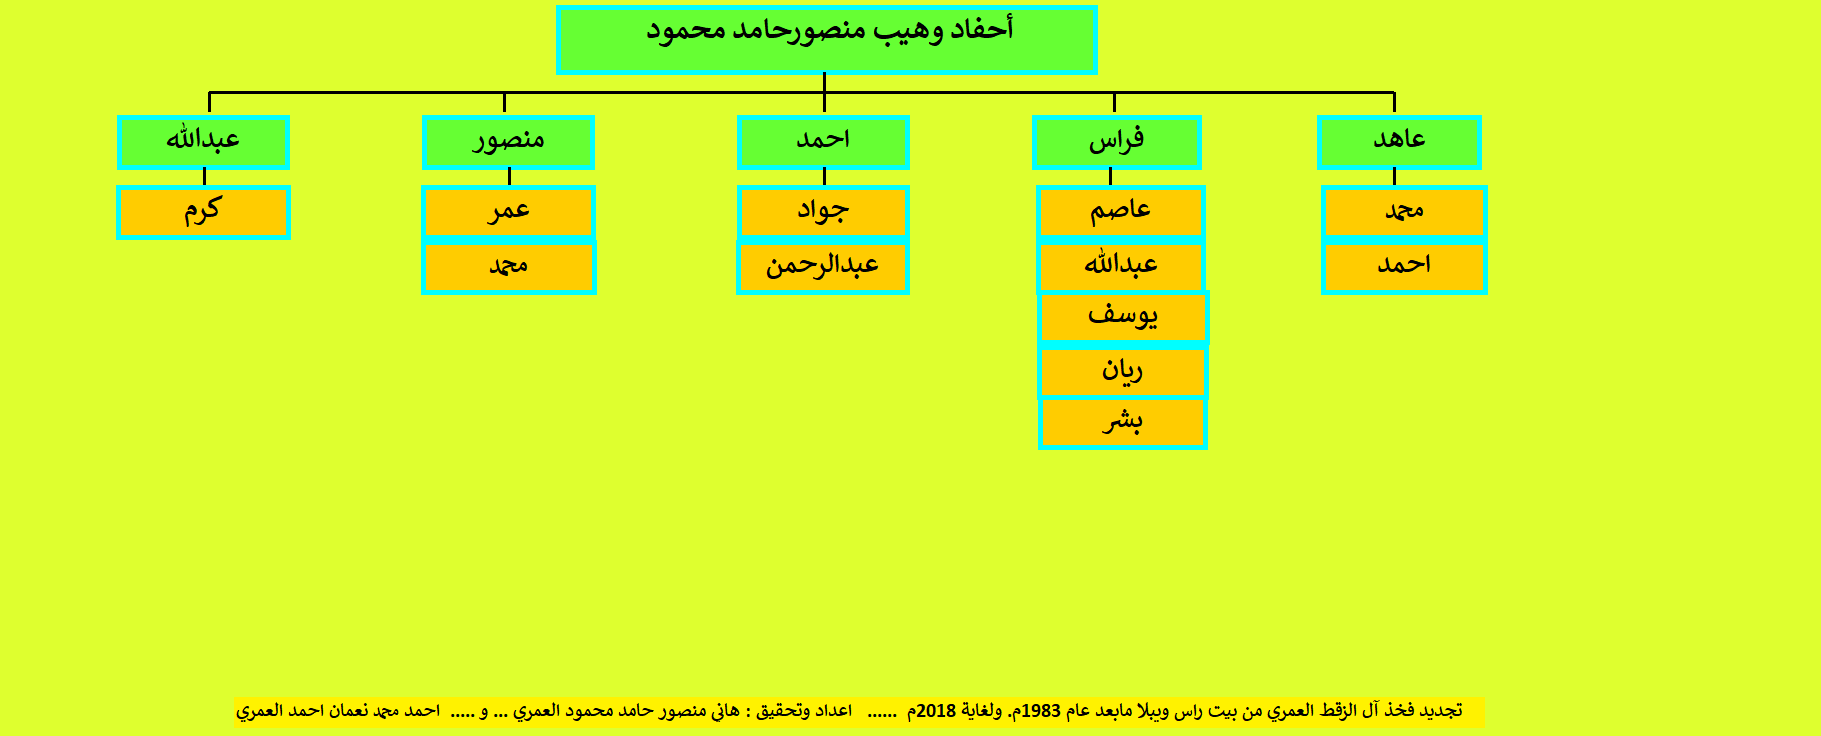 أحفاد وهيب منصورحامد محمود
عاهد
فراس
احمد
منصور
عبدالله
محمد
عاصم
جواد
عمر
كرم
احمد
عبدالله
عبدالرحمن
محمد
يوسف
ريان
بشر
تجديد فخذ آل الزقط العمري من بيت راس ويبلا مابعد عام 1983م. ولغاية 2018م ...... اعداد وتحقيق : هاني منصور حامد محمود العمري ... و ..... احمد محمد نعمان احمد العمري